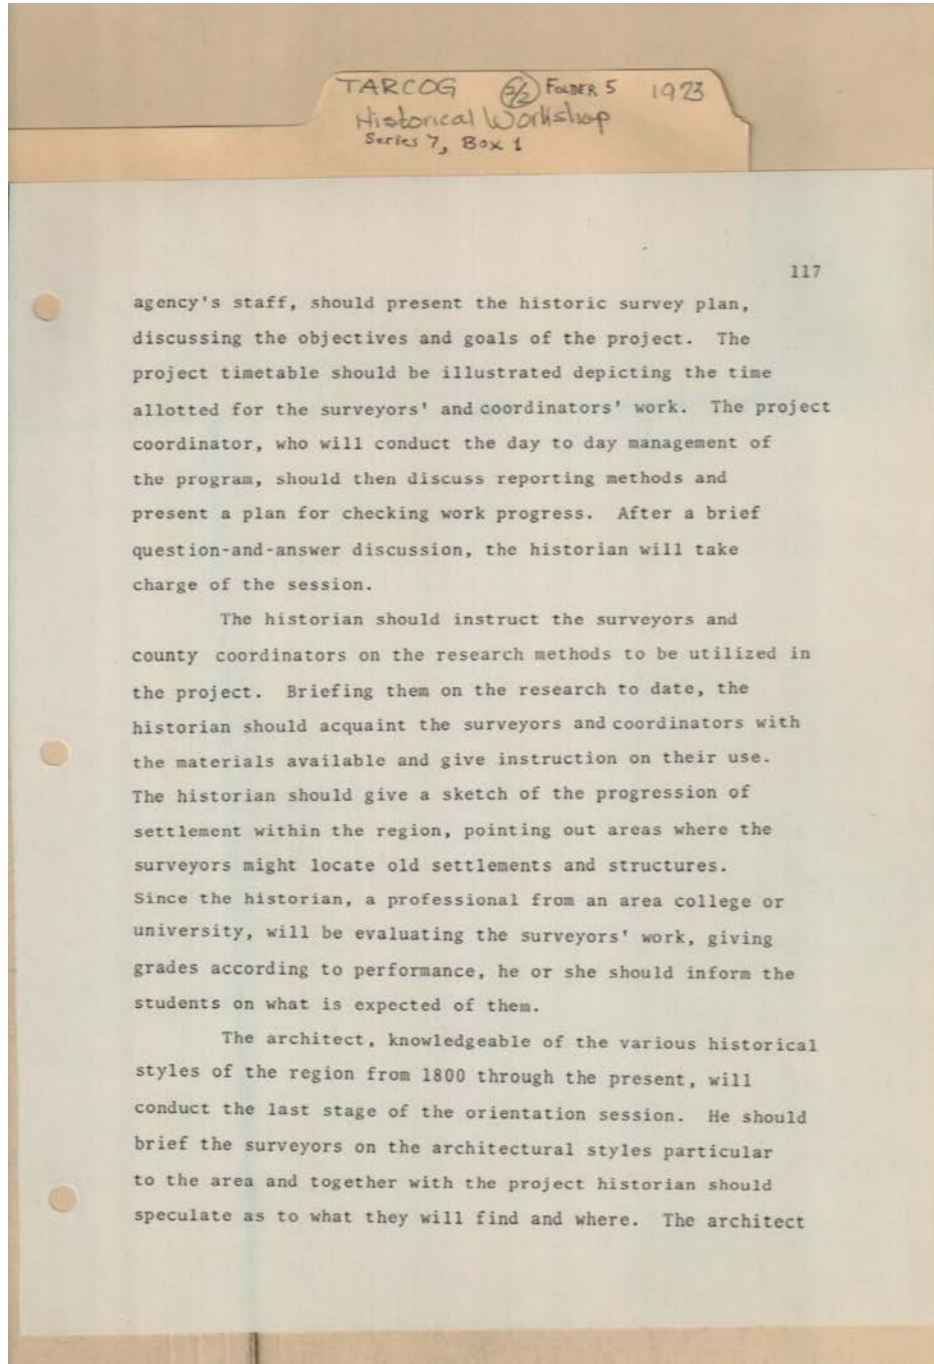 TARCOG 5/2 FOLDER 5 1973
Historical Workshop
Series 7, Box 1
117
agency's staff, should present the historic survey plan,
discussing the objectives and goals of the project. The
project timetable should be illustrated depicting the time
allotted for the surveyors' and coordinators' work. The project
coordinator, who will conduct the day to day management of
the program, should then discuss reporting methods and
present a plan for checking work progress. After a brief
question-and-answer discussion, the historian will take
charge of the session.
The historian should instruct the surveyors and
county coordinators on the research methods to be utilized in
the project. Briefing them on the research to date, the
historian should acquaint the surveyors and coordinators with
the materials available and give instruction on their use.
The historian should give a sketch of the progression of
settlement within the region, pointing out areas where the
surveyors might locate old settlements and structures.
Since the historian, a professional from an area college or
university, will be evaluating the surveyors' work, giving
grades according to performance, he or she should inform the
students on what is expected of them.
The architect, knowledgeable of the various historical
styles of the region from 1800 through the present, will
conduct the last stage of the orientation session. He should
brief the surveyors on the architectural styles particular
to the area and together with the project historian should
speculate as to what they will find and where. The architect